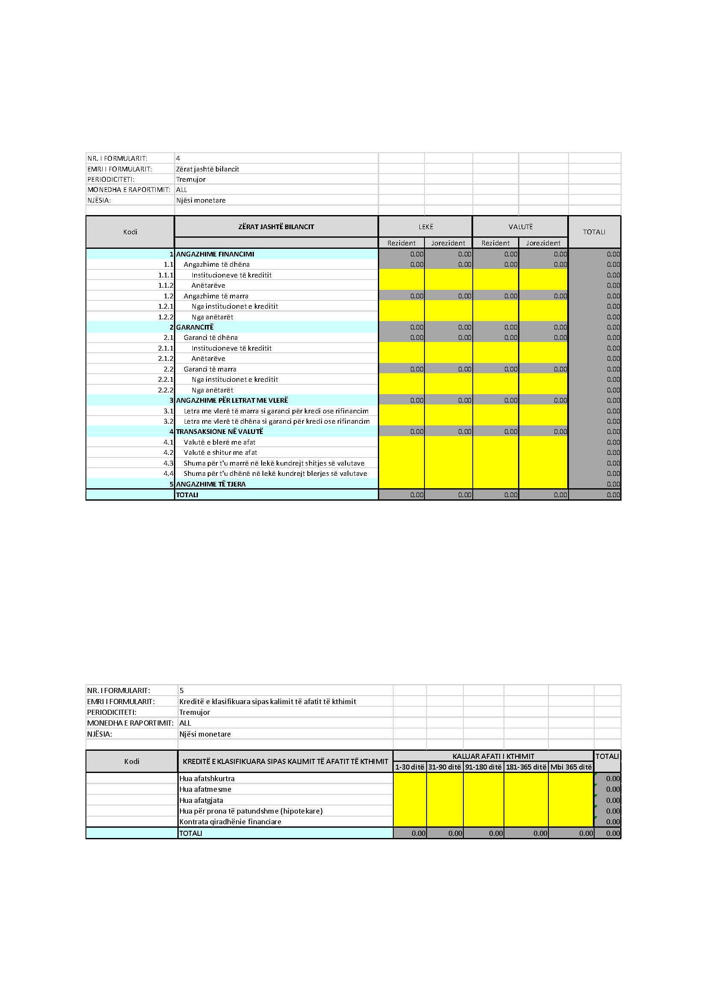 NR. I FORMULARIT: 4
EMRI I FORMULARIT: Zërat jashtë bilancit
PERIODICITETI: Tremujor
MONEDHA E RAPORTIMIT: ALL
NJËSIA: Njësi monetare
Kodi ZËRAT JASHTË BILANCIT LEKË VALUTË TOTALI
Rezident Jorezident Rezident Jorezident
1 ANGAZHIME FINANCIMI 0.00 0.00 0.00 0.00 0.00
1.1 Angazhime të dhëna 0.00 0.00 0.00 0.00 0.00
1.1.1 Institucioneve të kreditit 0.00
1.1.2 Anëtarëve 0.00
1.2 Angazhime të marra 0.00 0.00 0.00 0.00 0.00
1.2.1 Nga institucionet e kreditit 0.00
1.2.2 Nga anëtarët 0.00
2 GARANCITË 0.00 0.00 0.00 0.00 0.00
2.1 Garanci të dhëna 0.00 0.00 0.00 0.00 0.00
2.1.1 Institucioneve të kreditit 0.00
2.1.2 Anëtarëve 0.00
2.2 Garanci të marra 0.00 0.00 0.00 0.00 0.00
2.2.1 Nga institucionet e kreditit 0.00
2.2.2 Nga anëtarët 0.00
3 ANGAZHIME PËR LETRAT ME VLERË 0.00 0.00 0.00 0.00 0.00
3.1 Letra me vlerë të marra si garanci për kredi ose rifinancim 0.00
3.2 Letra me vlerë të dhëna si garanci për kredi ose rifinancim 0.00
4 TRANSAKSIONE NË VALUTË 0.00 0.00 0.00 0.00 0.00
4.1 Valutë e blerë me afat 0.00
4.2 Valutë e shitur me afat 0.00
4.3 Shuma për t'u marrë në lekë kundrejt shitjes së valutave 0.00
4.4 Shuma për t'u dhënë në lekë kundrejt blerjes së valutave 0.00
5 ANGAZHIME TË TJERA 0.00
TOTALI 0.00 0.00 0.00 0.00 0.00
NR. I FORMULARIT: 5
EMRI I FORMULARIT: Kreditë e klasifikuara sipas kalimit të afatit të kthimit
PERIODICITETI: Tremujor
MONEDHA E RAPORTIMIT: ALL
NJËSIA: Njësi monetare
Kodi KREDITË E KLASIFIKUARA SIPAS KALIMIT TË AFATIT TË KTHIMIT KALUAR AFATI I KTHIMIT TOTALI
1-30 ditë 31-90 ditë 91-180 ditë 181-365 ditë Mbi 365 ditë
Hua afatshkurtra 0.00
Hua afatmesme 0.00
Hua afatgjata 0.00
Hua për prona të patundshme (hipotekare) 0.00
Kontrata qiradhënie financiare 0.00
TOTALI 0.00 0.00 0.00 0.00 0.00 0.00